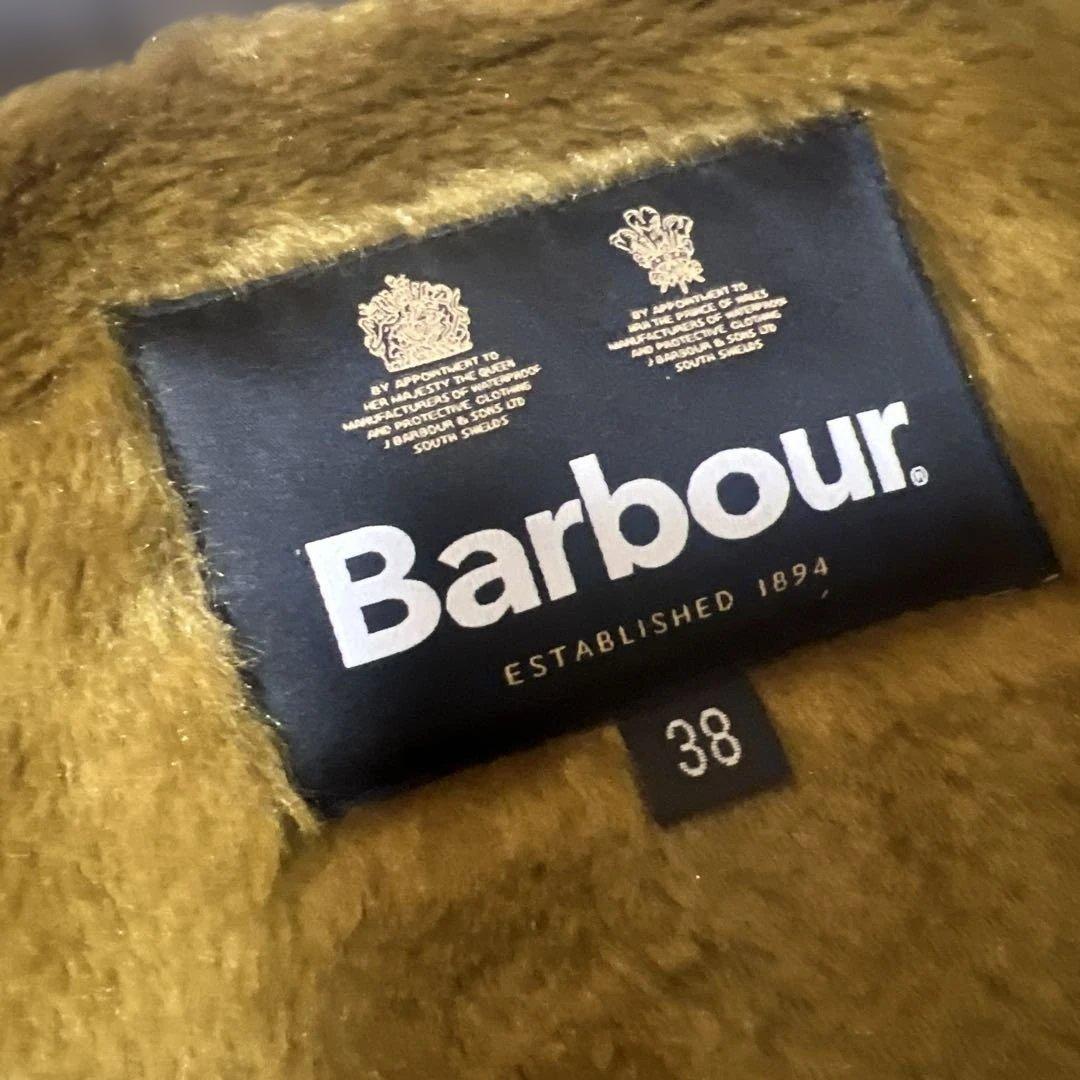 BY APPOINTMENT TO
HER MAJESTY THE QUEEN
MANUFACTURERS OF WATERPROOF
AND PROTECTIVE CLOTHING
J BARBOUR & SONS LTD
SOUTH SHIELDS
BY APPOINTMENT TO
HRH THE PRINCE OF WALES
MANUFACTURERS OF WATERPROOF
AND PROTECTIVE CLOTHING
J BARBOUR & SONS LTD
SOUTH SHIELDS
Barbour®
ESTABLISHED 1894
38